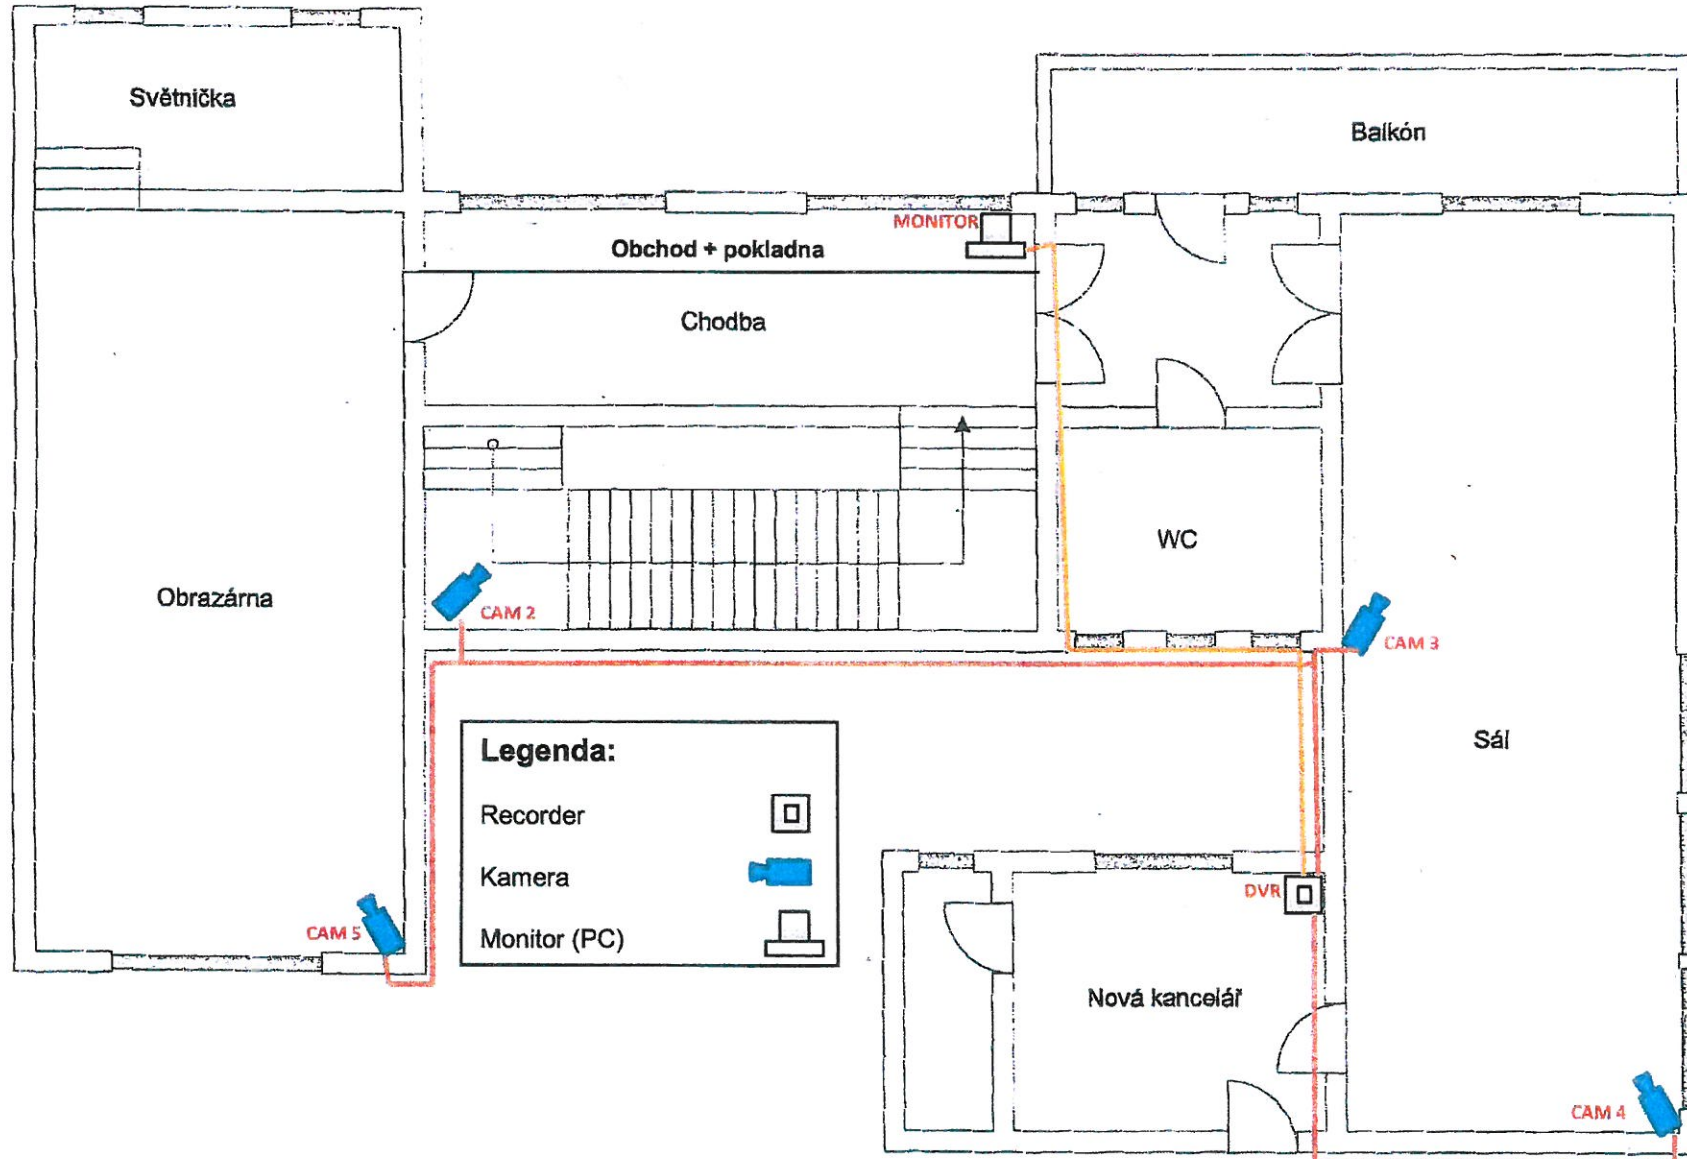 Světnička
Balkón
MONITOR
Obchod + pokladna
Chodba
WC
Obrazárna
CAM 2
CAM 3
Sál
Legenda:
Recorder
Kamera
Monitor (PC)
DVR
CAM 5
Nová kancelář
CAM 4